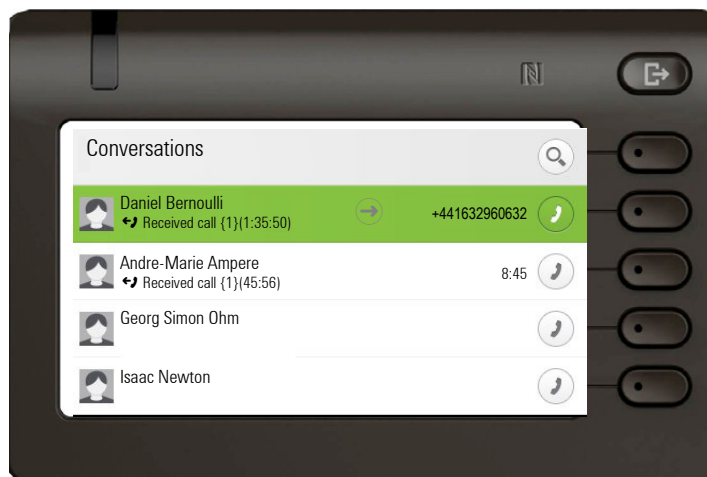 Conversations
Daniel Bernoulli
Received call {1}(1:35:50)
+441632960632
Andre-Marie Ampere
Received call {1}(45:56)
8:45
Georg Simon Ohm
Isaac Newton